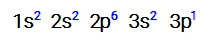 1s² 2s² 2p⁶ 3s² 3p¹